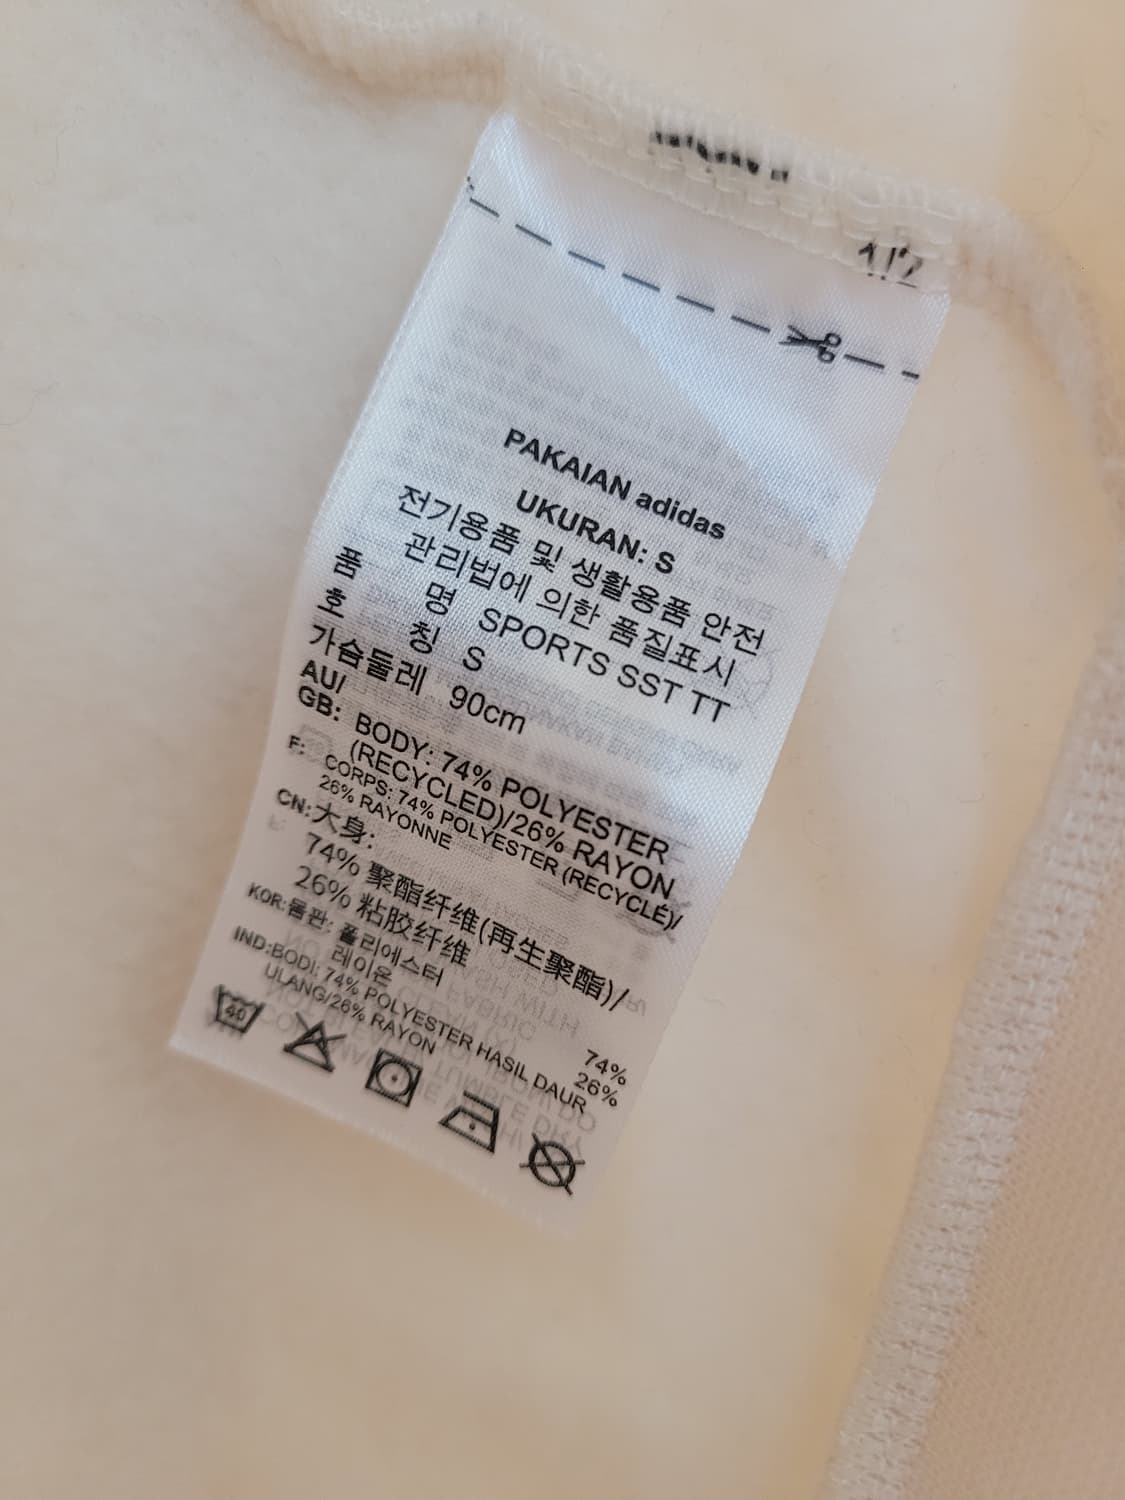 1/2
PAKAIAN adidas
UKURAN: S
전기용품 및 생활용품 안전
관리법에 의한 품질표시
품 명 SPORTS SST TT
호 칭 S
가슴둘레 90cm
AU/
GB: BODY: 74% POLYESTER
(RECYCLED)/26% RAYON
F: CORPS: 74% POLYESTER (RECYCLÉ)/
26% RAYONNE
CN:大身:
74% 聚酯纤维(再生聚酯)/
26% 粘胶纤维
KOR:몸판: 폴리에스터 74%
레이온 26%
IND:BODI: 74% POLYESTER HASIL DAUR
ULANG/26% RAYON
40